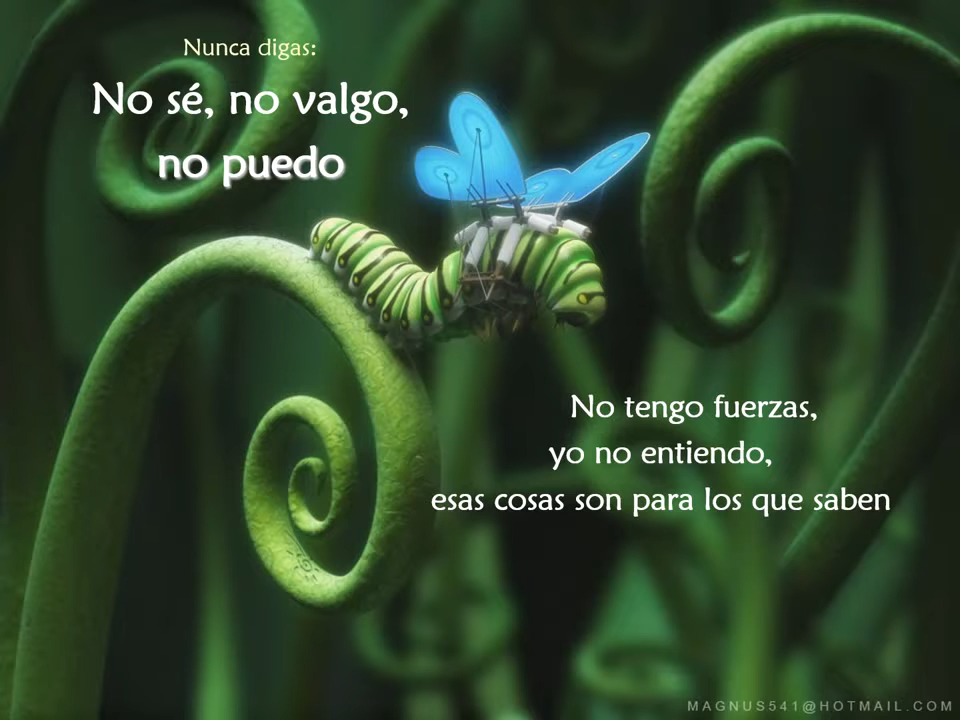 Nunca digas:
No sé, no valgo,
no puedo
No tengo fuerzas,
yo no entiendo,
esas cosas son para los que saben
MAGNUS541@HOTMAIL.COM